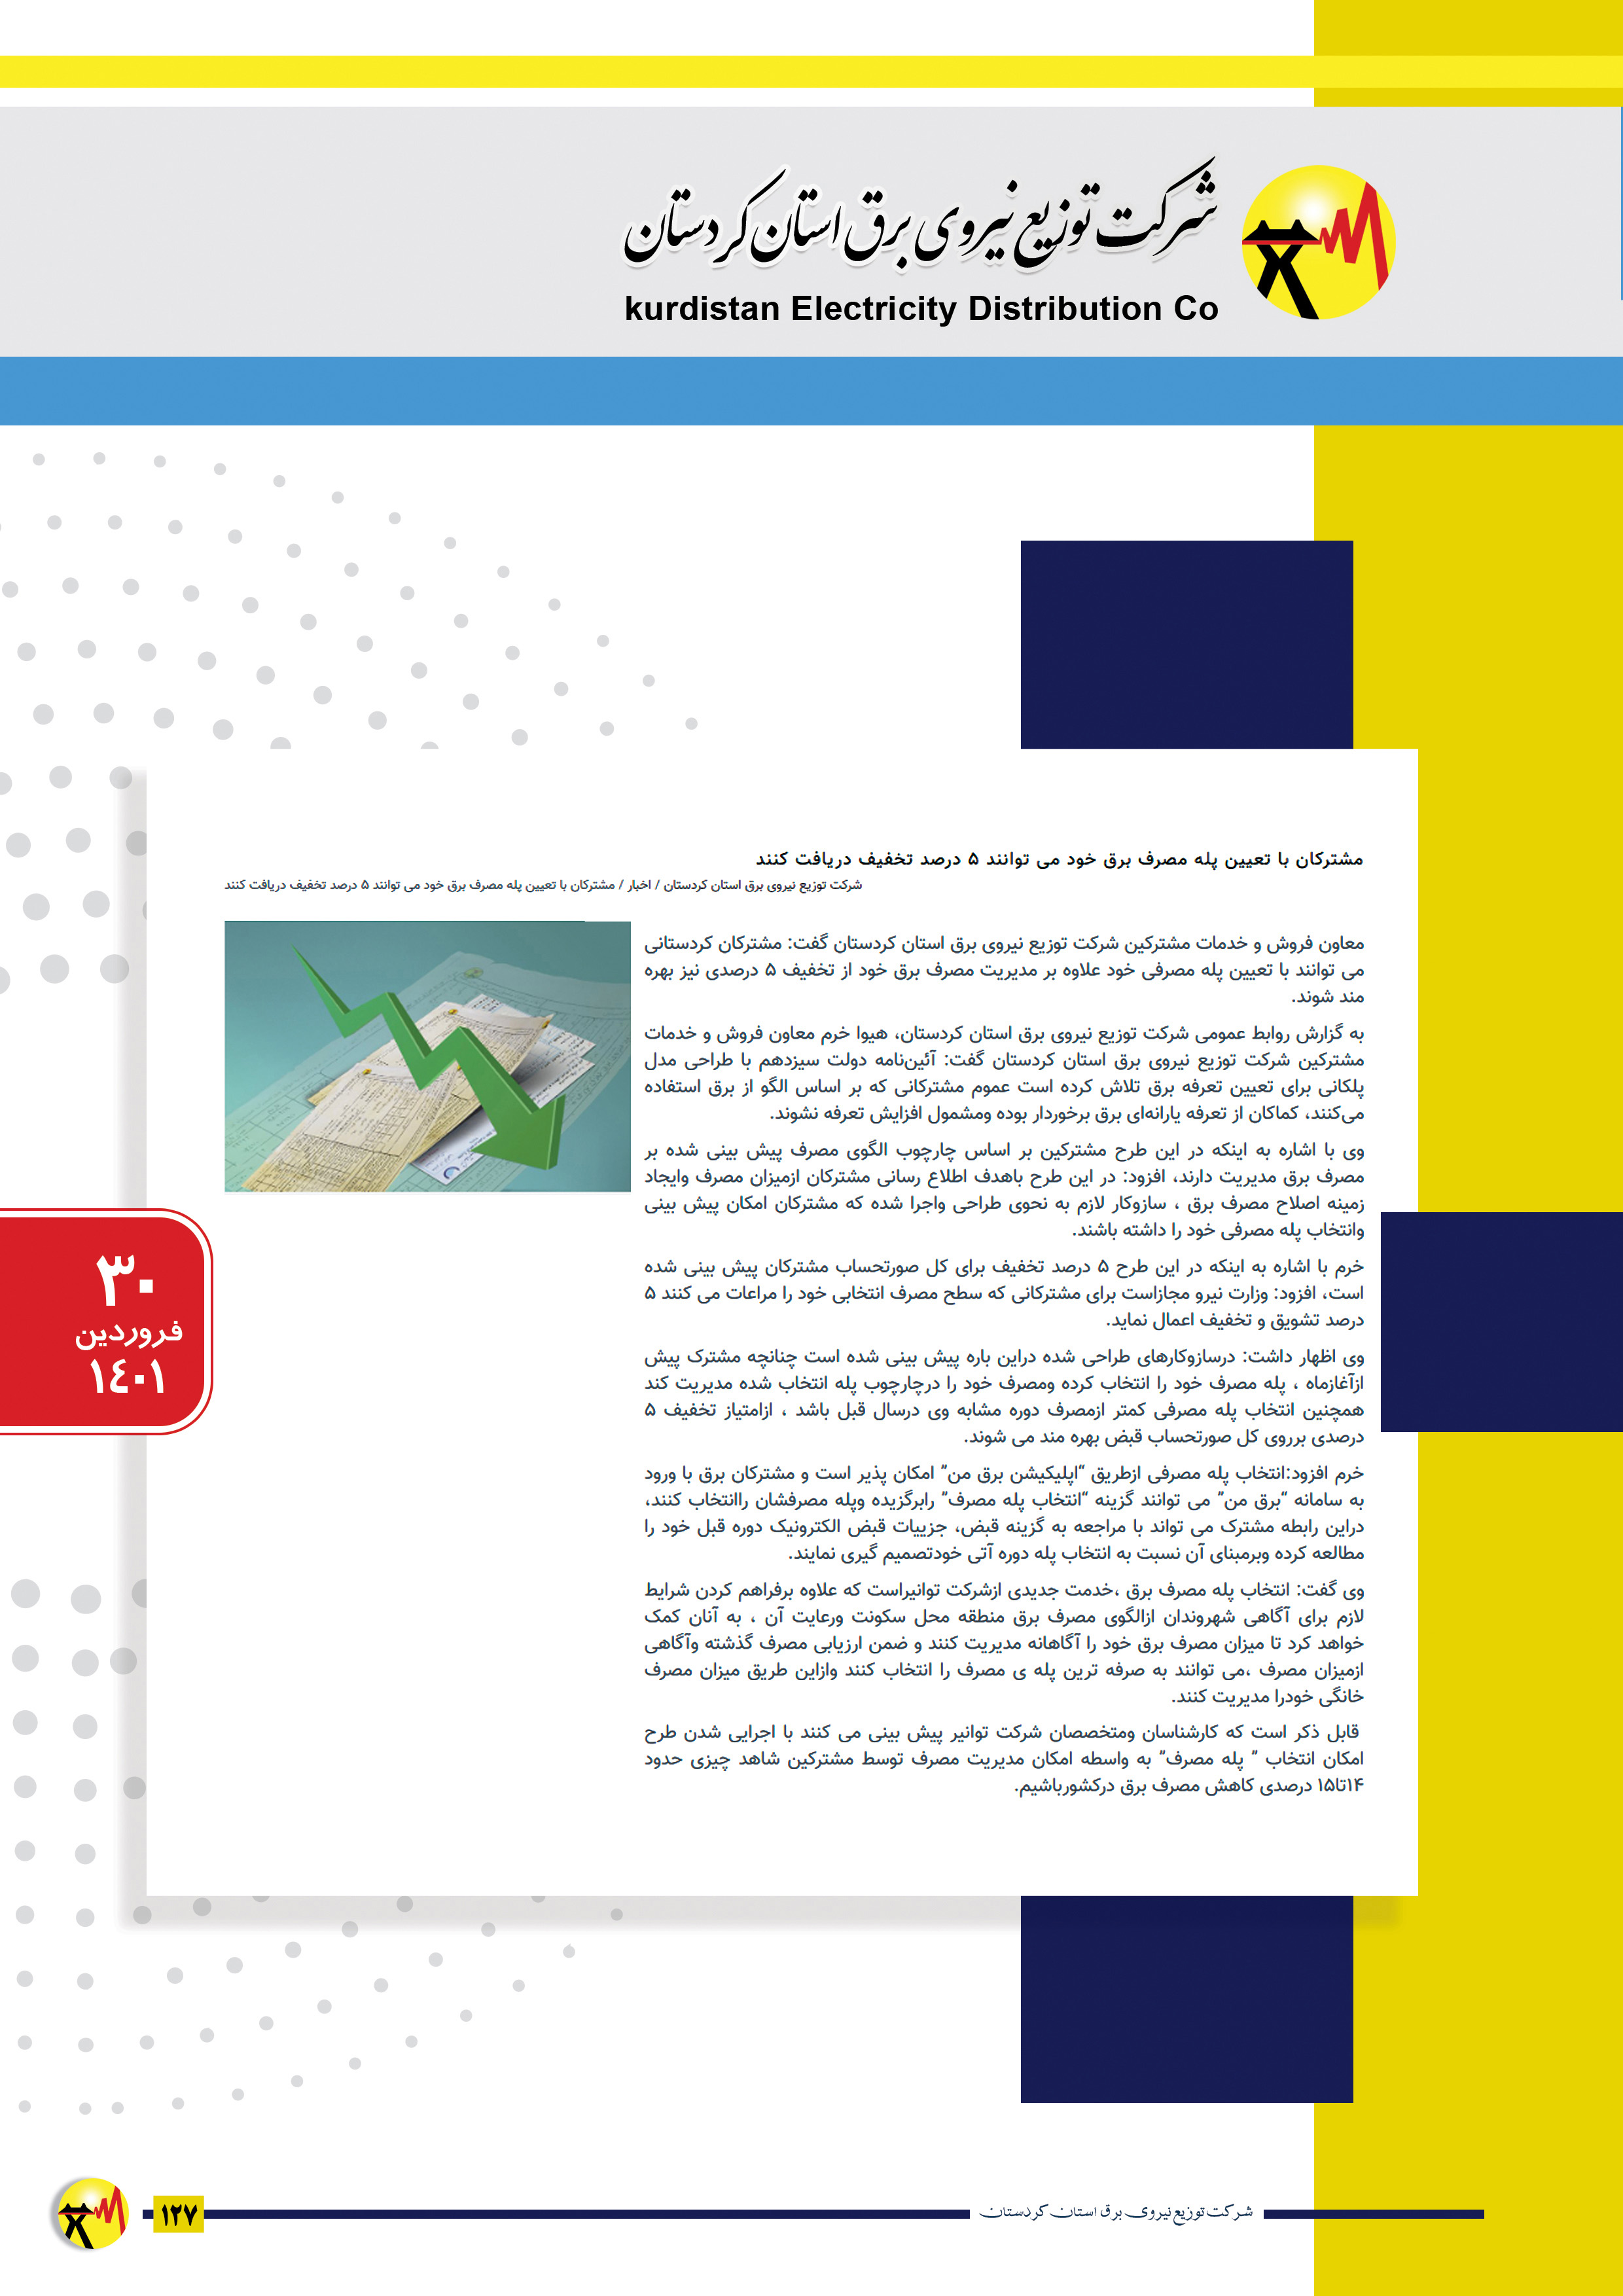 شرکت توزیع نیروی برق استان کردستان
kurdistan Electricity Distribution Co
مشترکان با تعیین پله مصرف برق خود می توانند ۵ درصد تخفیف دریافت کنند
شرکت توزیع نیروی برق استان کردستان / اخبار / مشترکان با تعیین پله مصرف برق خود می توانند ۵ درصد تخفیف دریافت کنند
معاون فروش و خدمات مشترکین شرکت توزیع نیروی برق استان کردستان گفت: مشترکان کردستانی
می توانند با تعیین پله مصرفی خود علاوه بر مدیریت مصرف برق خود از تخفیف ۵ درصدی نیز بهره
مند شوند.
به گزارش روابط عمومی شرکت توزیع نیروی برق استان کردستان، هیوا خرم معاون فروش و خدمات
مشترکین شرکت توزیع نیروی برق استان کردستان گفت: آئین‌نامه دولت سیزدهم با طراحی مدل
پلکانی برای تعیین تعرفه برق تلاش کرده است عموم مشترکانی که بر اساس الگو از برق استفاده
می‌کنند، کماکان از تعرفه یارانه‌ای برق برخوردار بوده ومشمول افزایش تعرفه نشوند.
وی با اشاره به اینکه در این طرح مشترکین بر اساس چارچوب الگوی مصرف پیش بینی شده بر
مصرف برق مدیریت دارند، افزود: در این طرح باهدف اطلاع رسانی مشترکان ازمیزان مصرف وایجاد
زمینه اصلاح مصرف برق ، سازوکار لازم به نحوی طراحی واجرا شده که مشترکان امکان پیش بینی
وانتخاب پله مصرفی خود را داشته باشند.
خرم با اشاره به اینکه در این طرح ۵ درصد تخفیف برای کل صورتحساب مشترکان پیش بینی شده
است، افزود: وزارت نیرو مجازاست برای مشترکانی که سطح مصرف انتخابی خود را مراعات می کنند ۵
درصد تشویق و تخفیف اعمال نماید.
وی اظهار داشت: درسازوکارهای طراحی شده دراین باره پیش بینی شده است چنانچه مشترک پیش
ازآغازماه ، پله مصرف خود را انتخاب کرده ومصرف خود را درچارچوب پله انتخاب شده مدیریت کند
همچنین انتخاب پله مصرفی کمتر ازمصرف دوره مشابه وی درسال قبل باشد ، ازامتیاز تخفیف ۵
درصدی برروی کل صورتحساب قبض بهره مند می شوند.
خرم افزود:انتخاب پله مصرفی ازطریق “اپلیکیشن برق من” امکان پذیر است و مشترکان برق با ورود
به سامانه “برق من” می توانند گزینه “انتخاب پله مصرف” رابرگزیده وپله مصرفشان راانتخاب کنند،
دراین رابطه مشترک می تواند با مراجعه به گزینه قبض، جزییات قبض الکترونیک دوره قبل خود را
مطالعه کرده وبرمبنای آن نسبت به انتخاب پله دوره آتی خودتصمیم گیری نمایند.
وی گفت: انتخاب پله مصرف برق ،خدمت جدیدی ازشرکت توانیراست که علاوه برفراهم کردن شرایط
لازم برای آگاهی شهروندان ازالگوی مصرف برق منطقه محل سکونت ورعایت آن ، به آنان کمک
خواهد کرد تا میزان مصرف برق خود را آگاهانه مدیریت کنند و ضمن ارزیابی مصرف گذشته وآگاهی
ازمیزان مصرف ،می توانند به صرفه ترین پله ی مصرف را انتخاب کنند وازاین طریق میزان مصرف
خانگی خودرا مدیریت کنند.
قابل ذکر است که کارشناسان ومتخصصان شرکت توانیر پیش بینی می کنند با اجرایی شدن طرح
امکان انتخاب ” پله مصرف” به واسطه امکان مدیریت مصرف توسط مشترکین شاهد چیزی حدود
۱۴تا۱۵ درصدی کاهش مصرف برق درکشورباشیم.
۳۰
فروردین
١٤٠١
شرکت توزیع نیروی برق استان کردستان
۱۲۷